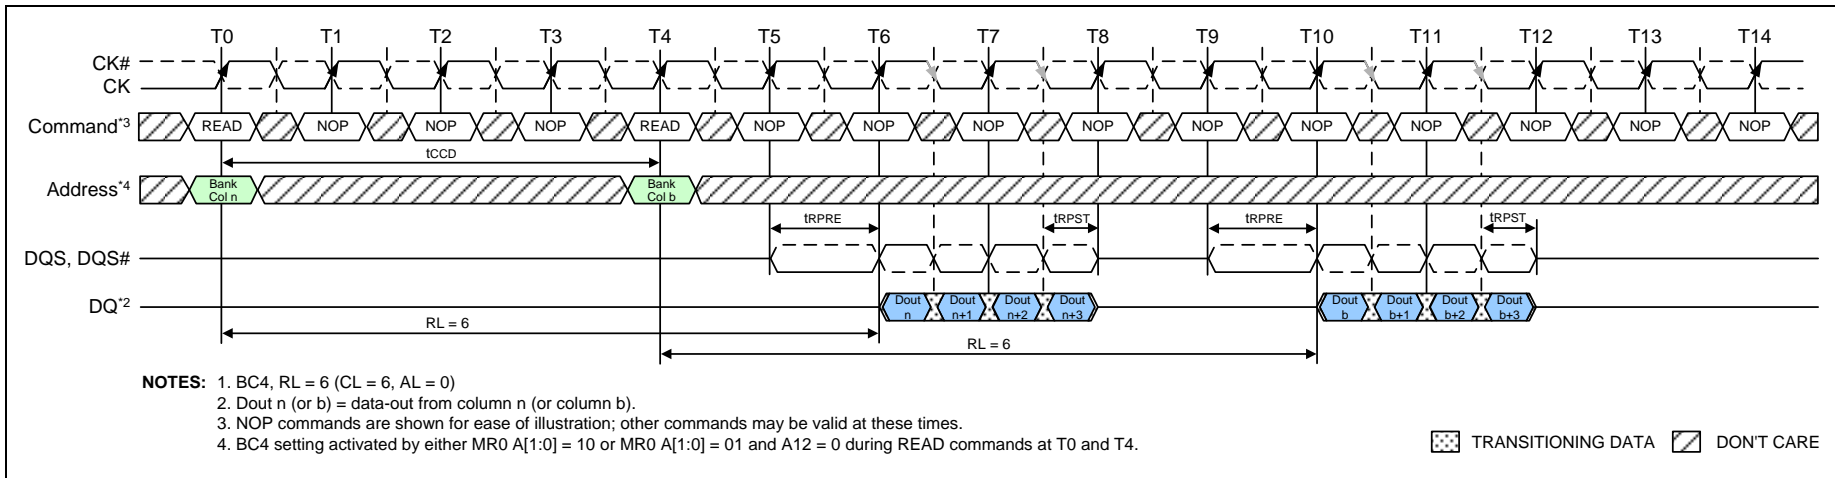 T0 T1 T2 T3 T4 T5 T6 T7 T8 T9 T10 T11 T12 T13 T14
CK#
CK
Command*3 READ NOP NOP NOP READ NOP NOP NOP NOP NOP NOP NOP NOP NOP NOP
tCCD
Address*4 Bank Col n Bank Col b
tRPRE tRPST tRPRE tRPST
DQS, DQS#
DQ*2 Dout n Dout n+1 Dout n+2 Dout n+3 Dout b Dout b+1 Dout b+2 Dout b+3
RL = 6
RL = 6
NOTES: 1. BC4, RL = 6 (CL = 6, AL = 0)
2. Dout n (or b) = data-out from column n (or column b).
3. NOP commands are shown for ease of illustration; other commands may be valid at these times.
4. BC4 setting activated by either MR0 A[1:0] = 10 or MR0 A[1:0] = 01 and A12 = 0 during READ commands at T0 and T4.
TRANSITIONING DATA DON'T CARE